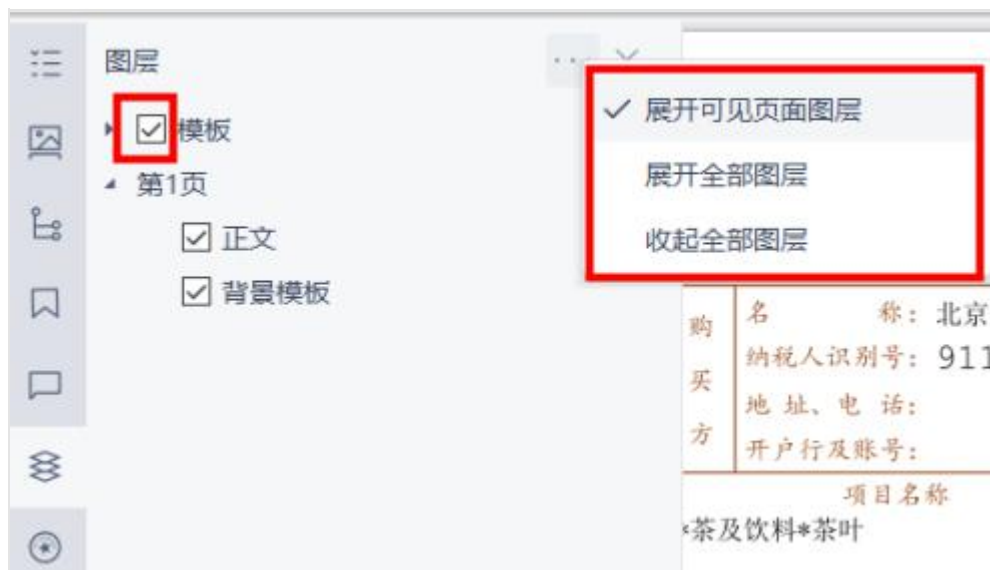 图层
模板
第1页
正文
背景模板
展开可见页面图层
展开全部图层
收起全部图层
购买方
名 称：北京
纳税人识别号：911
地 址、电 话：
开户行及账号：
项目名称
*茶及饮料*茶叶